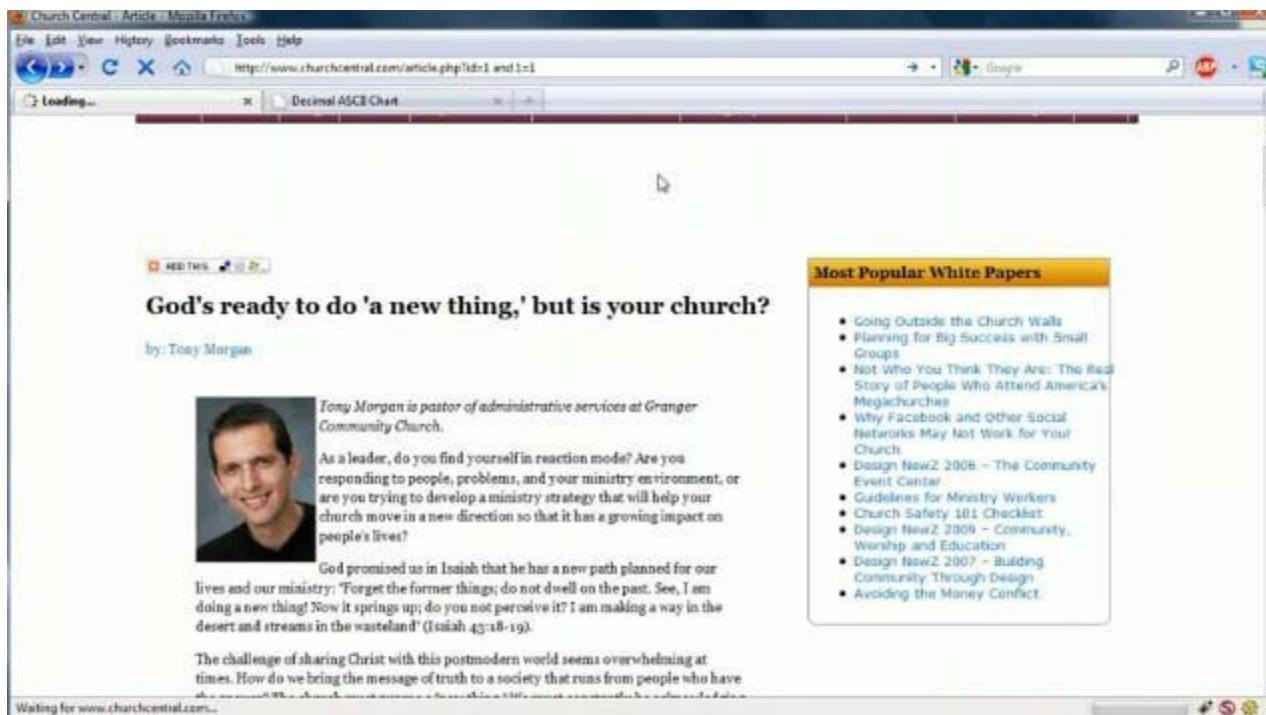 Church Central - Article - Mozilla Firefox
File Edit View History Bookmarks Tools Help
http://www.churchcentral.com/article.php?id=1 and 1=1
Google
ABP
Loading...
Decimal ASCII Chart
ADD THIS
God's ready to do 'a new thing,' but is your church?
by: Tony Morgan
Tony Morgan is pastor of administrative services at Granger
Community Church.
As a leader, do you find yourself in reaction mode? Are you
responding to people, problems, and your ministry environment, or
are you trying to develop a ministry strategy that will help your
church move in a new direction so that it has a growing impact on
people's lives?
God promised us in Isaiah that he has a new path planned for our
lives and our ministry: "Forget the former things; do not dwell on the past. See, I am
doing a new thing! Now it springs up; do you not perceive it? I am making a way in the
desert and streams in the wasteland" (Isaiah 43:18-19).
The challenge of sharing Christ with this postmodern world seems overwhelming at
times. How do we bring the message of truth to a society that runs from people who have
Most Popular White Papers
Going Outside the Church Walls
Planning for Big Success with Small
Groups
Not Who You Think They Are: The Real
Story of People Who Attend America's
Megachurches
Why Facebook and Other Social
Networks May Not Work for Your
Church
Design NewZ 2006 - The Community
Event Center
Guidelines for Ministry Workers
Church Safety 101 Checklist
Design NewZ 2009 - Community,
Worship and Education
Design NewZ 2007 - Building
Community Through Design
Avoiding the Money Conflict
Waiting for www.churchcentral.com...